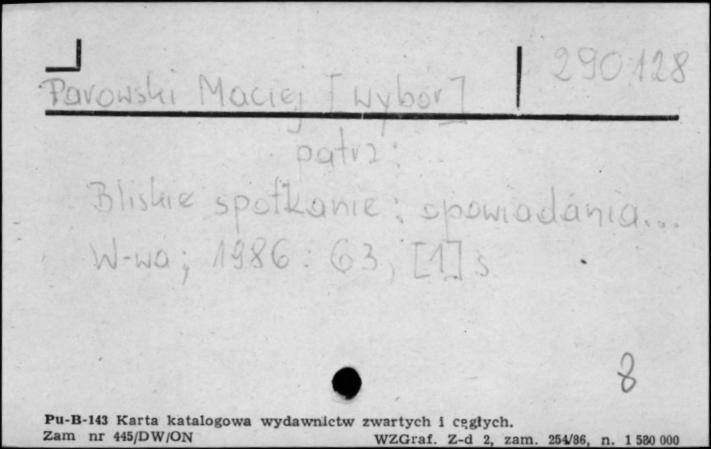 290128
Parowski Maciej [wybór]
patrz:
Bliskie spotkanie: opowiadania...
W-wa; 1986: 63, [1] s.
8
Pu-B-143 Karta katalogowa wydawnictw zwartych i cęgłych.
Zam nr 445/DW/ON WZGraf. Z-d 2, zam. 254/86, n. 1 580 000